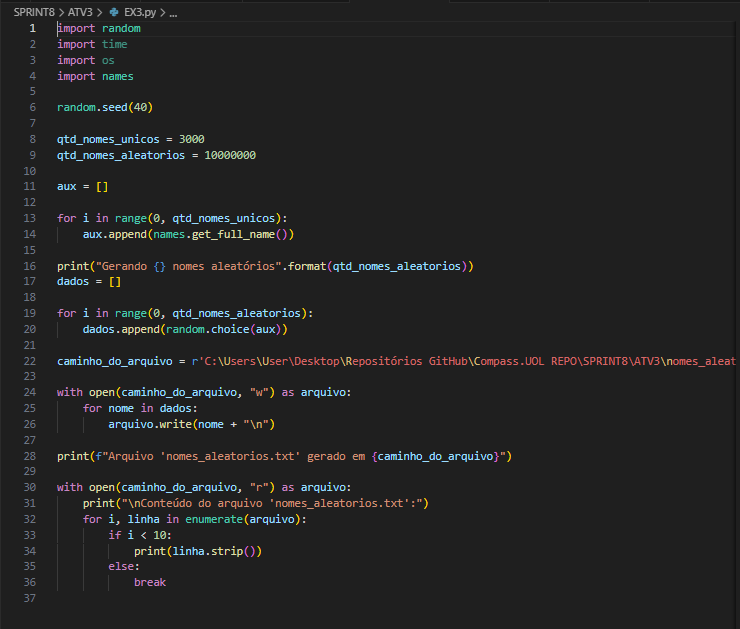 SPRINT8 > ATV3 > EX3.py > ...
1 import random
2 import time
3 import os
4 import names
5
6 random.seed(40)
7
8 qtd_nomes_unicos = 3000
9 qtd_nomes_aleatorios = 10000000
10
11 aux = []
12
13 for i in range(0, qtd_nomes_unicos):
14     aux.append(names.get_full_name())
15
16 print("Gerando {} nomes aleatórios".format(qtd_nomes_aleatorios))
17 dados = []
18
19 for i in range(0, qtd_nomes_aleatorios):
20     dados.append(random.choice(aux))
21
22 caminho_do_arquivo = r'C:\Users\User\Desktop\Repositórios GitHub\Compass.UOL REPO\SPRINT8\ATV3\nomes_aleat
23
24 with open(caminho_do_arquivo, "w") as arquivo:
25     for nome in dados:
26         arquivo.write(nome + "\n")
27
28 print(f"Arquivo 'nomes_aleatorios.txt' gerado em {caminho_do_arquivo}")
29
30 with open(caminho_do_arquivo, "r") as arquivo:
31     print("\nConteúdo do arquivo 'nomes_aleatorios.txt':")
32     for i, linha in enumerate(arquivo):
33         if i < 10:
34             print(linha.strip())
35         else:
36             break
37